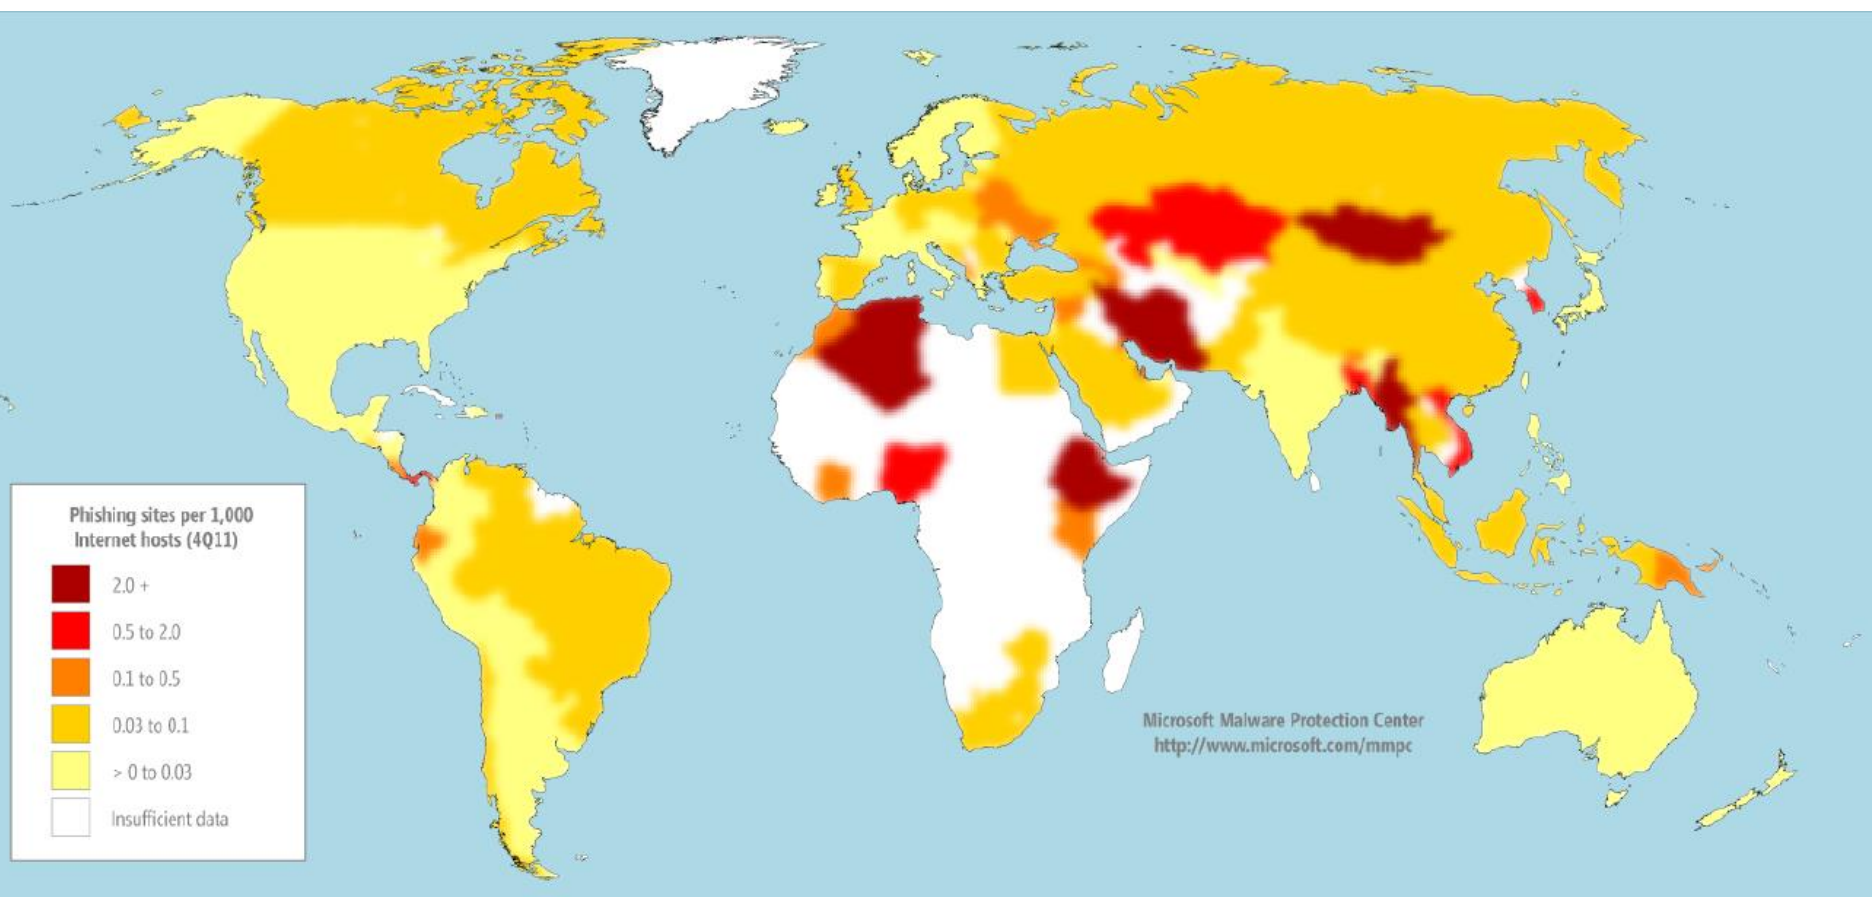 Phishing sites per 1,000
Internet hosts (4Q11)
2.0 +
0.5 to 2.0
0.1 to 0.5
0.03 to 0.1
> 0 to 0.03
Insufficient data
Microsoft Malware Protection Center
http://www.microsoft.com/mmpc